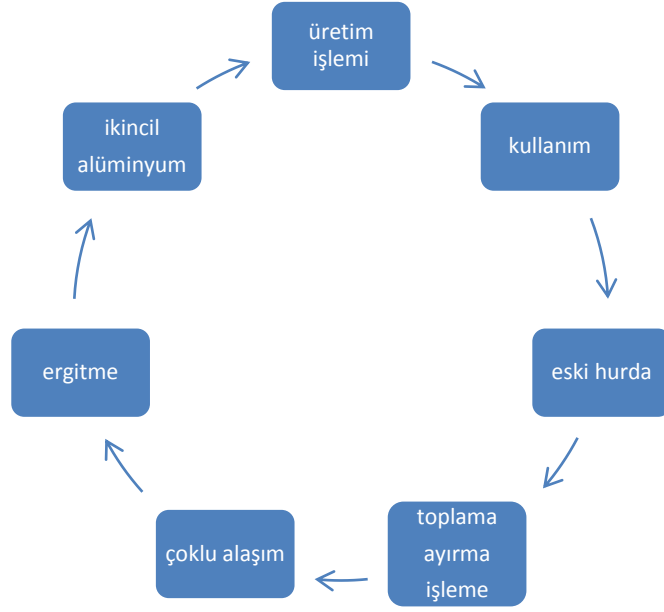 üretim
işlemi
kullanım
eski hurda
toplama
ayırma
işleme
çoklu alaşım
ergitme
ikincil
alüminyum